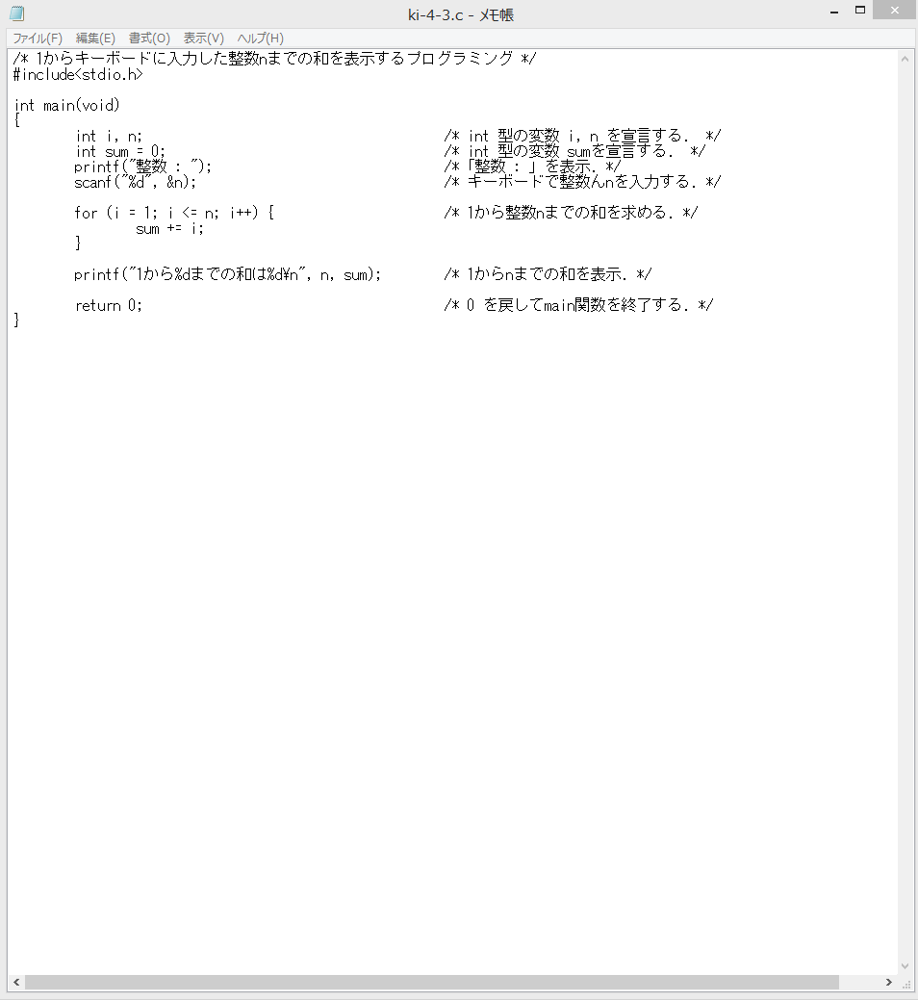 ki-4-3.c - メモ帳
ファイル(F) 編集(E) 書式(O) 表示(V) ヘルプ(H)
/* 1からキーボードに入力した整数nまでの和を表示するプログラミング */
#include<stdio.h>
int main(void)
{
int i, n; /* int 型の変数 i, n を宣言する. */
int sum = 0; /* int 型の変数 sumを宣言する. */
printf("整数 : "); /*「整数 : 」を表示. */
scanf("%d", &n); /* キーボードで整数んnを入力する. */
for (i = 1; i <= n; i++) { /* 1から整数nまでの和を求める. */
sum += i;
}
printf("1から%dまでの和は%d¥n", n, sum); /* 1からnまでの和を表示. */
return 0; /* 0 を戻してmain関数を終了する. */
}